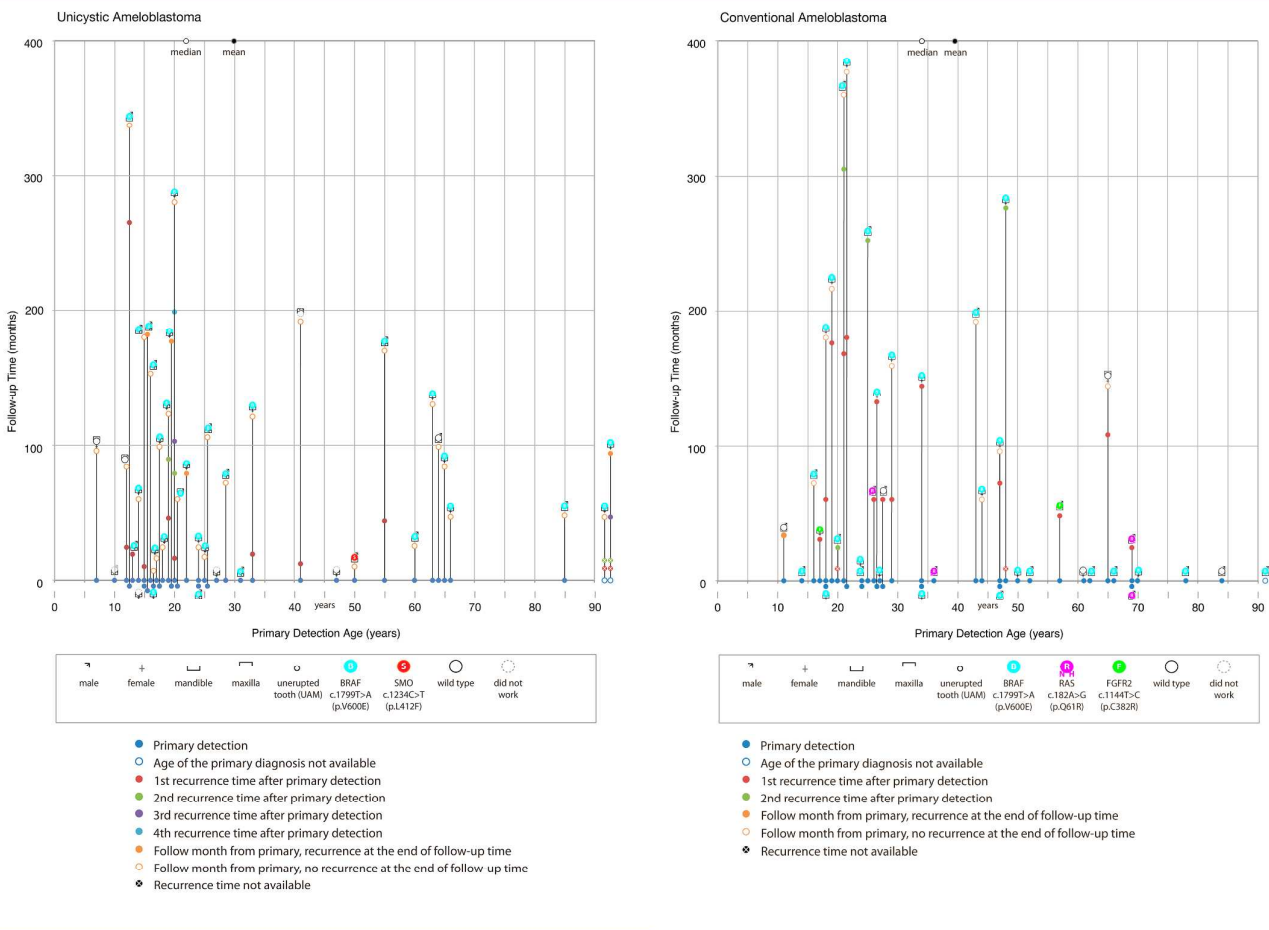 Unicystic Ameloblastoma
400
300
200
100
0
median
mean
Follow-up Time (months)
0
10
20
30
40
50
60
70
80
90
years
Primary Detection Age (years)
male
female
mandible
maxilla
unerupted
tooth (UAM)
B
BRAF
c.1799T>A
(p.V600E)
S
SMO
c.1234C>T
(p.L412F)
wild type
did not
work
Primary detection
Age of the primary diagnosis not available
1st recurrence time after primary detection
2nd recurrence time after primary detection
3rd recurrence time after primary detection
4th recurrence time after primary detection
Follow month from primary, recurrence at the end of follow-up time
Follow month from primary, no recurrence at the end of follow-up time
Recurrence time not available
Conventional Ameloblastoma
400
300
200
100
0
median
mean
Follow-up Time (months)
0
10
20
30
40
50
60
70
80
90
years
Primary Detection Age (years)
male
female
mandible
maxilla
unerupted
tooth (UAM)
B
BRAF
c.1799T>A
(p.V600E)
R
N H
RAS
c.182A>G
(p.Q61R)
F
FGFR2
c.1144T>C
(p.C382R)
wild type
did not
work
Primary detection
Age of the primary diagnosis not available
1st recurrence time after primary detection
2nd recurrence time after primary detection
Follow month from primary, recurrence at the end of follow-up time
Follow month from primary, no recurrence at the end of follow-up time
Recurrence time not available